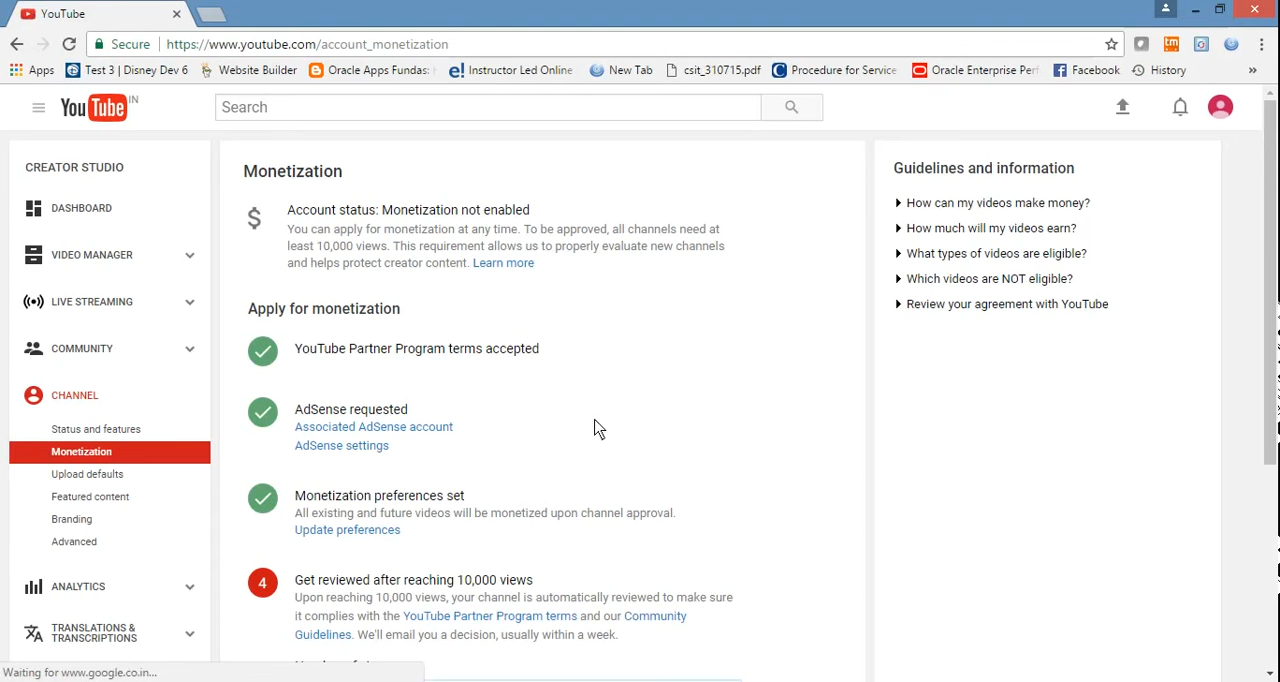 YouTube
Secure https://www.youtube.com/account_monetization
Apps Test 3 | Disney Dev 6 Website Builder Oracle Apps Fundas: Instructor Led Online New Tab csit_310715.pdf Procedure for Service Oracle Enterprise Perf Facebook History »
YouTube IN Search
CREATOR STUDIO
DASHBOARD
VIDEO MANAGER
LIVE STREAMING
COMMUNITY
CHANNEL
Status and features
Monetization
Upload defaults
Featured content
Branding
Advanced
ANALYTICS
TRANSLATIONS &
TRANSCRIPTIONS
Monetization
Account status: Monetization not enabled
You can apply for monetization at any time. To be approved, all channels need at
least 10,000 views. This requirement allows us to properly evaluate new channels
and helps protect creator content. Learn more
Apply for monetization
YouTube Partner Program terms accepted
AdSense requested
Associated AdSense account
AdSense settings
Monetization preferences set
All existing and future videos will be monetized upon channel approval.
Update preferences
4 Get reviewed after reaching 10,000 views
Upon reaching 10,000 views, your channel is automatically reviewed to make sure
it complies with the YouTube Partner Program terms and our Community
Guidelines. We'll email you a decision, usually within a week.
Guidelines and information
How can my videos make money?
How much will my videos earn?
What types of videos are eligible?
Which videos are NOT eligible?
Review your agreement with YouTube
Waiting for www.google.co.in...